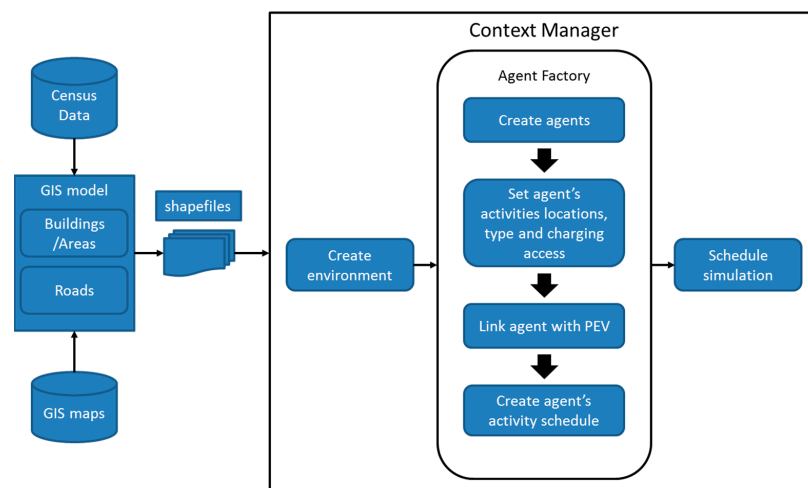 Context Manager
Census
Data
GIS model
Buildings
/Areas
Roads
GIS maps
shapefiles
Create
environment
Agent Factory
Create agents
Set agent's
activities locations,
type and charging
access
Link agent with PEV
Create agent's
activity schedule
Schedule
simulation